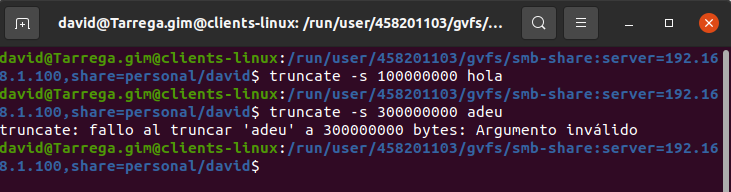 david@Tarrega.gim@clients-linux: /run/user/458201103/gvfs/…
david@Tarrega.gim@clients-linux:/run/user/458201103/gvfs/smb-share:server=192.16
8.1.100,share=personal/david$ truncate -s 100000000 hola
david@Tarrega.gim@clients-linux:/run/user/458201103/gvfs/smb-share:server=192.16
8.1.100,share=personal/david$ truncate -s 300000000 adeu
truncate: fallo al truncar 'adeu' a 300000000 bytes: Argumento inválido
david@Tarrega.gim@clients-linux:/run/user/458201103/gvfs/smb-share:server=192.16
8.1.100,share=personal/david$